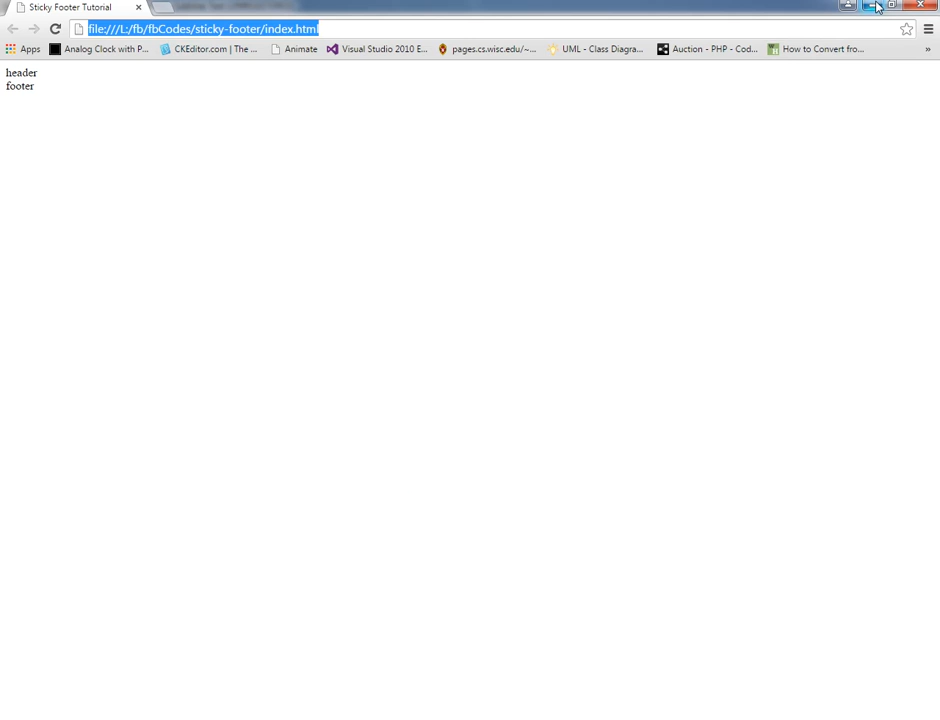 Sticky Footer Tutorial
file:///L:/fb/fbCodes/sticky-footer/index.html
Apps Analog Clock with P... CKEditor.com | The ... Animate Visual Studio 2010 E... pages.cs.wisc.edu/~... UML - Class Diagra... Auction - PHP - Cod... How to Convert fro... »
header
footer